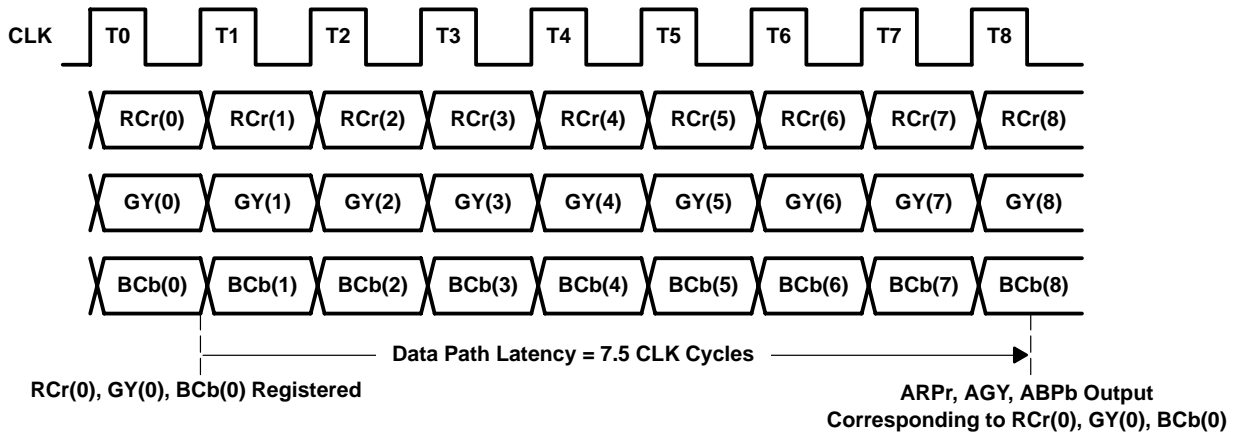 CLK T0 T1 T2 T3 T4 T5 T6 T7 T8
RCr(0) RCr(1) RCr(2) RCr(3) RCr(4) RCr(5) RCr(6) RCr(7) RCr(8)
GY(0) GY(1) GY(2) GY(3) GY(4) GY(5) GY(6) GY(7) GY(8)
BCb(0) BCb(1) BCb(2) BCb(3) BCb(4) BCb(5) BCb(6) BCb(7) BCb(8)
Data Path Latency = 7.5 CLK Cycles
RCr(0), GY(0), BCb(0) Registered
ARPr, AGY, ABPb Output
Corresponding to RCr(0), GY(0), BCb(0)